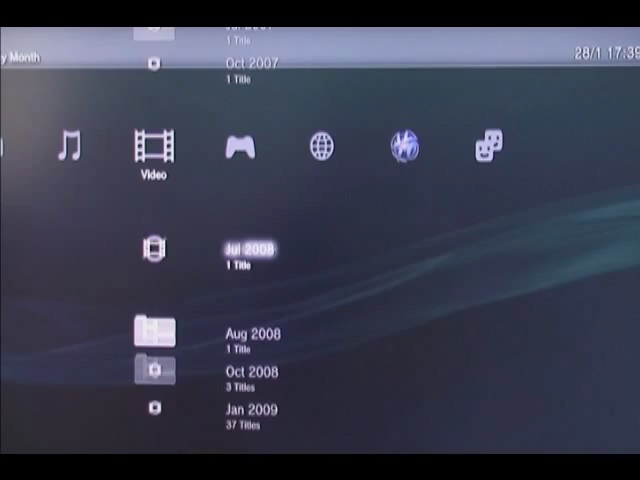 1 Title
y Month
28/1 17:39
Oct 2007
1 Title
Video
Jul 2008
1 Title
Aug 2008
1 Title
Oct 2008
3 Titles
Jan 2009
37 Titles